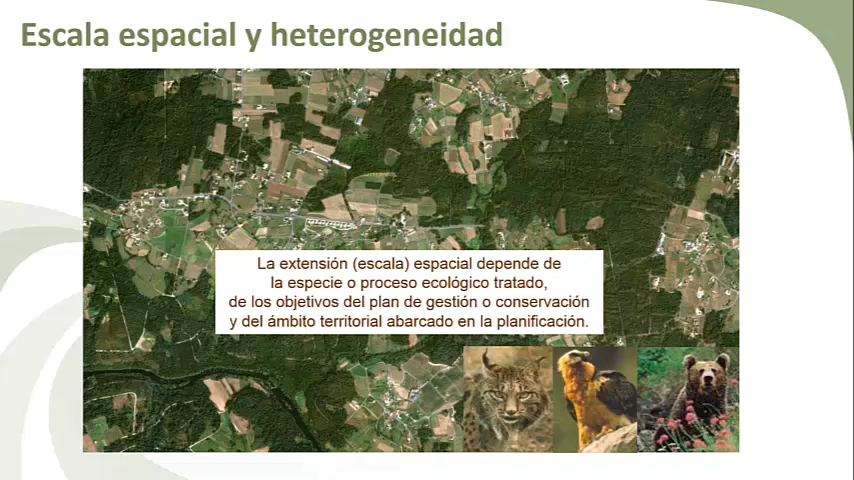 Escala espacial y heterogeneidad
La extensión (escala) espacial depende de
la especie o proceso ecológico tratado,
de los objetivos del plan de gestión o conservación
y del ámbito territorial abarcado en la planificación.